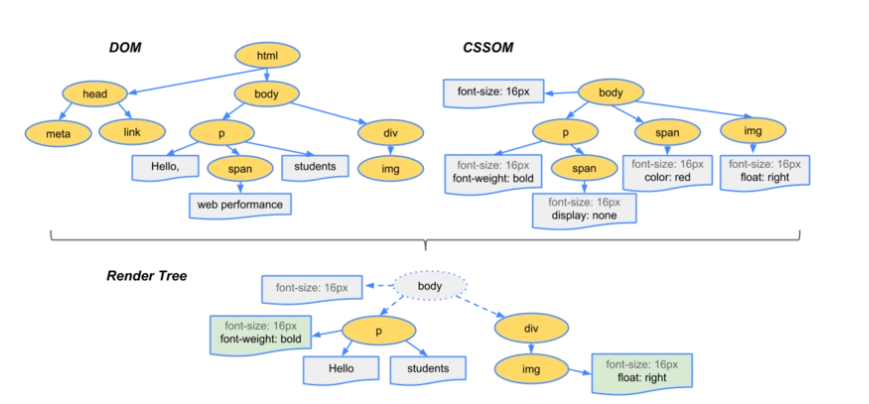 DOM
CSSOM
html
head
body
font-size: 16px
body
meta
link
p
div
p
span
img
Hello,
span
students
img
font-size: 16px
font-weight: bold
span
font-size: 16px
color: red
font-size: 16px
float: right
web performance
font-size: 16px
display: none
Render Tree
font-size: 16px
body
font-size: 16px
font-weight: bold
p
div
Hello
students
img
font-size: 16px
float: right